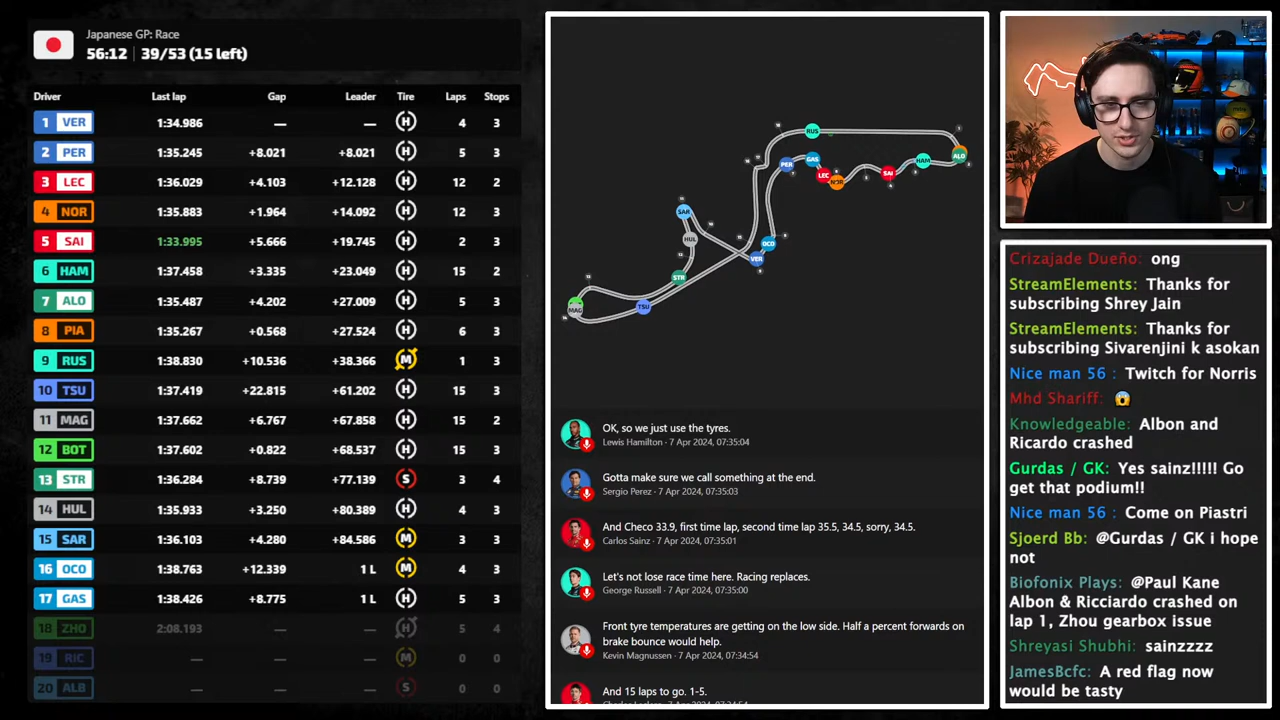 Japanese GP: Race
56:12 | 39/53 (15 left)
Driver Last lap Gap Leader Tire Laps Stops
1 VER 1:34.986 — — H 4 3
2 PER 1:35.245 +8.021 +8.021 H 5 3
3 LEC 1:36.029 +4.103 +12.128 H 12 2
4 NOR 1:35.883 +1.964 +14.092 H 12 3
5 SAI 1:33.995 +5.666 +19.745 H 2 3
6 HAM 1:37.458 +3.335 +23.049 H 15 2
7 ALO 1:35.487 +4.202 +27.009 H 5 3
8 PIA 1:35.267 +0.568 +27.524 H 6 3
9 RUS 1:38.830 +10.536 +38.366 M 1 3
10 TSU 1:37.419 +22.815 +61.202 H 15 3
11 MAG 1:37.662 +6.767 +67.858 H 15 2
12 BOT 1:37.602 +0.822 +68.537 H 15 3
13 STR 1:36.284 +8.739 +77.139 S 3 4
14 HUL 1:35.933 +3.250 +80.389 H 4 3
15 SAR 1:36.103 +4.280 +84.586 M 3 3
16 OCO 1:38.763 +12.339 1 L M 4 3
17 GAS 1:38.426 +8.775 1 L H 5 3
18 ZHO 2:08.193 — — H 5
19 RIC — — — M 0 0
20 ALB — — — S 0 0
RUS
ALO
PER
GAS
HAM
LEC
NOR
SAI
SAR
HUL
OCO
VER
STR
TSU
MAG
OK, so we just use the tyres.
Lewis Hamilton · 7 Apr 2024, 07:35:04
Gotta make sure we call something at the end.
Sergio Perez · 7 Apr 2024, 07:35:03
And Checo 33.9, first time lap, second time lap 35.5, 34.5, sorry, 34.5.
Carlos Sainz · 7 Apr 2024, 07:35:01
Let's not lose race time here. Racing replaces.
George Russell · 7 Apr 2024, 07:35:00
Front tyre temperatures are getting on the low side. Half a percent forwards on
brake bounce would help.
Kevin Magnussen · 7 Apr 2024, 07:34:54
And 15 laps to go. 1-5.
Crizajade Dueño: ong
StreamElements: Thanks for
subscribing Shrey Jain
StreamElements: Thanks for
subscribing Sivarenjini k asokan
Nice man 56 : Twitch for Norris
Mhd Shariff: 😱
Knowledgeable: Albon and
Ricardo crashed
Gurdas / GK: Yes sainz!!!!! Go
get that podium!!
Nice man 56 : Come on Piastri
Sjoerd Bb: @Gurdas / GK i hope
not
Biofonix Plays: @Paul Kane
Albon & Ricciardo crashed on
lap 1, Zhou gearbox issue
Shreyasi Shubhi: sainzzzz
JamesBcfc: A red flag now
would be tasty